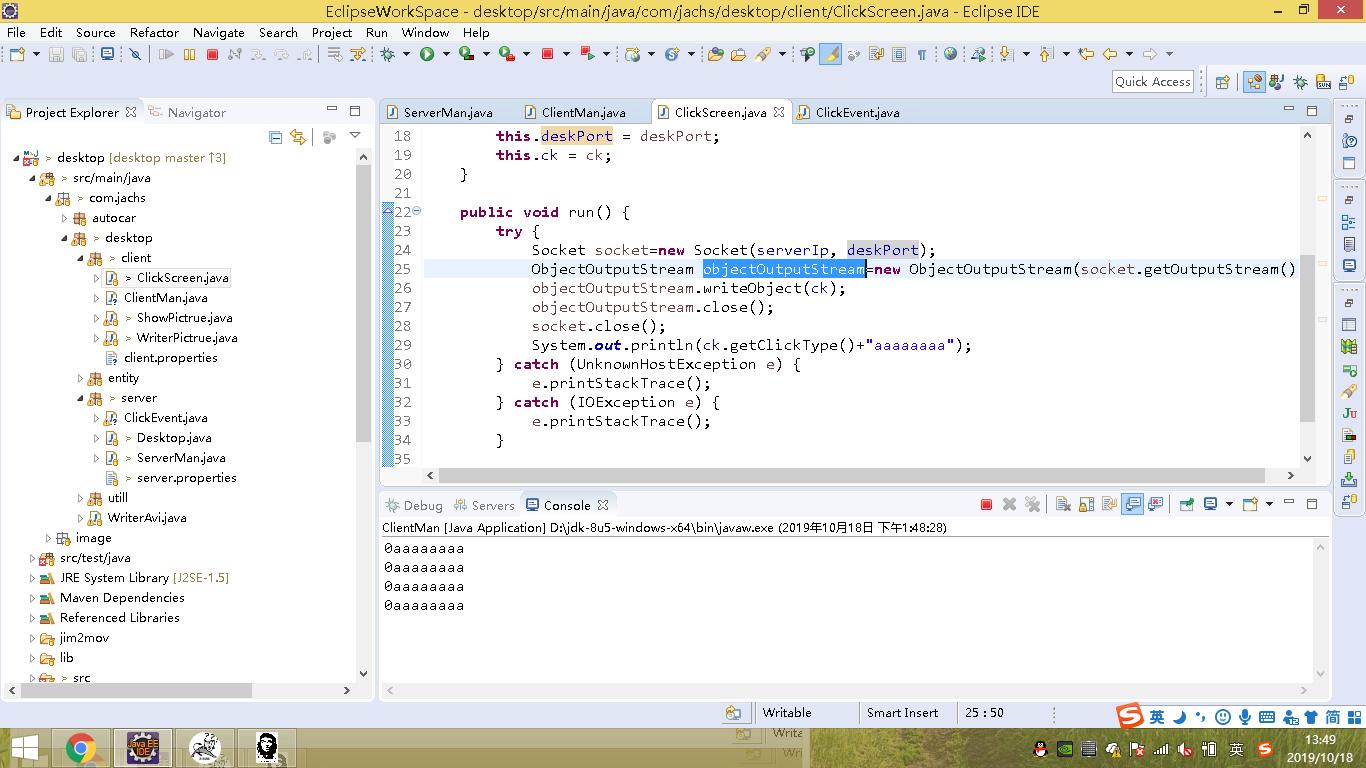 EclipseWorkSpace - desktop/src/main/java/com/jachs/desktop/client/ClickScreen.java - Eclipse IDE
File Edit Source Refactor Navigate Search Project Run Window Help
Quick Access
Project Explorer Navigator
> desktop [desktop master ↑3]
> src/main/java
> com.jachs
autocar
> desktop
> client
> ClickScreen.java
ClientMan.java
> ShowPictrue.java
> WriterPictrue.java
client.properties
entity
> server
ClickEvent.java
> Desktop.java
> ServerMan.java
> server.properties
utill
WriterAvi.java
image
src/test/java
JRE System Library [J2SE-1.5]
Maven Dependencies
Referenced Libraries
jim2mov
lib
> src
ServerMan.java ClientMan.java ClickScreen.java ClickEvent.java
18 this.deskPort = deskPort;
19 this.ck = ck;
20 }
21
22 public void run() {
23 try {
24 Socket socket=new Socket(serverIp, deskPort);
25 ObjectOutputStream objectOutputStream=new ObjectOutputStream(socket.getOutputStream()
26 objectOutputStream.writeObject(ck);
27 objectOutputStream.close();
28 socket.close();
29 System.out.println(ck.getClickType()+"aaaaaaaa");
30 } catch (UnknownHostException e) {
31 e.printStackTrace();
32 } catch (IOException e) {
33 e.printStackTrace();
34 }
35
Debug Servers Console
ClientMan [Java Application] D:\jdk-8u5-windows-x64\bin\javaw.exe (2019年10月18日 下午1:48:28)
0aaaaaaaa
0aaaaaaaa
0aaaaaaaa
0aaaaaaaa
Writable Smart Insert 25 : 50
英 简
Java EE IDE
英
13:49
2019/10/18